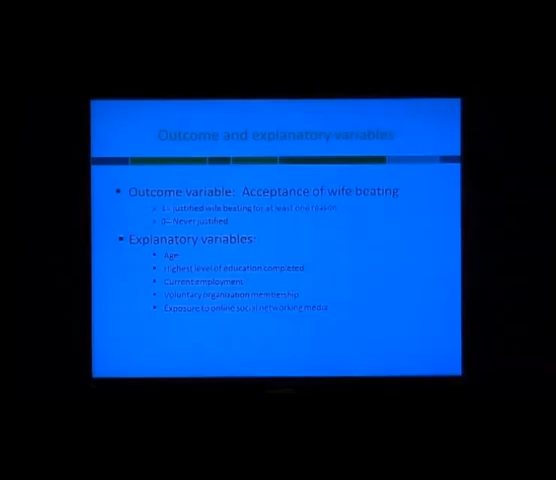 Outcome and explanatory variables
▪ Outcome variable: Acceptance of wife beating
▫ 1= justified wife beating for at least one reason
▫ 0= Never justified
▪ Explanatory variables:
▪ Age
▪ Highest level of education completed
▪ Current employment
▪ Voluntary organization membership
▪ Exposure to online social networking media